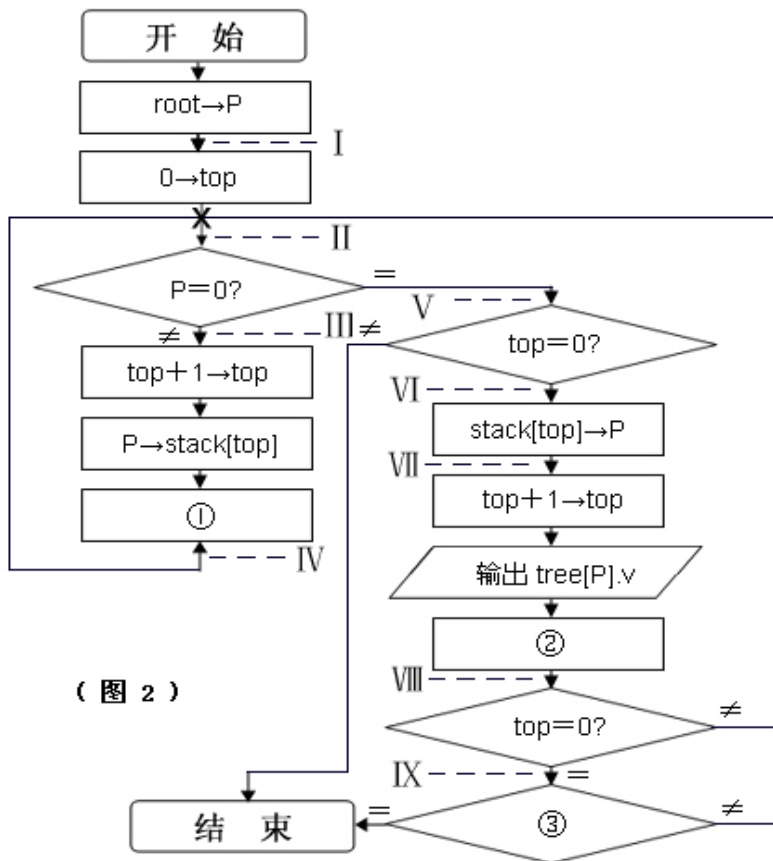 开 始
root→P
I
0→top
II
P=0?
=
V
≠
III
≠
top=0?
top+1→top
VI
P→stack[top]
stack[top]→P
VII
①
top+1→top
IV
输出 tree[P].v
②
(图 2)
VIII
top=0?
≠
IX
=
结 束
=
③
≠